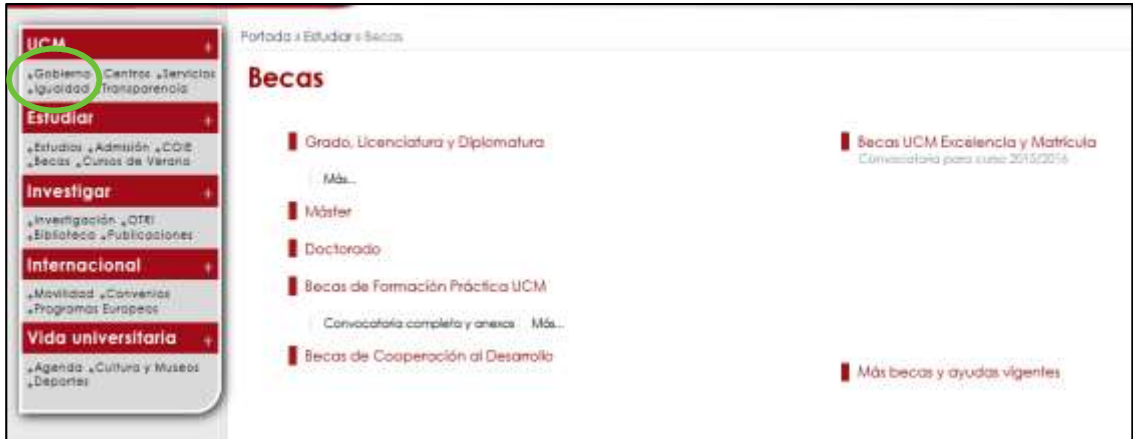 UCM +
Gobierno Centros Servicios
Igualdad Transparencia
Estudiar +
Estudios Admisión COIE
Becas Cursos de Verano
Investigar +
Investigación OTRI
Biblioteca Publicaciones
Internacional +
Movilidad Convenios
Programas Europeos
Vida universitaria +
Agenda Cultura y Museos
Deportes
Portada » Estudiar » Becas
Becas
Grado, Licenciatura y Diplomatura
Más...
Máster
Doctorado
Becas de Formación Práctica UCM
Convocatoria completa y anexos Más...
Becas de Cooperación al Desarrollo
Becas UCM Excelencia y Matrícula
Convocatoria para curso 2015/2016
Más becas y ayudas vigentes